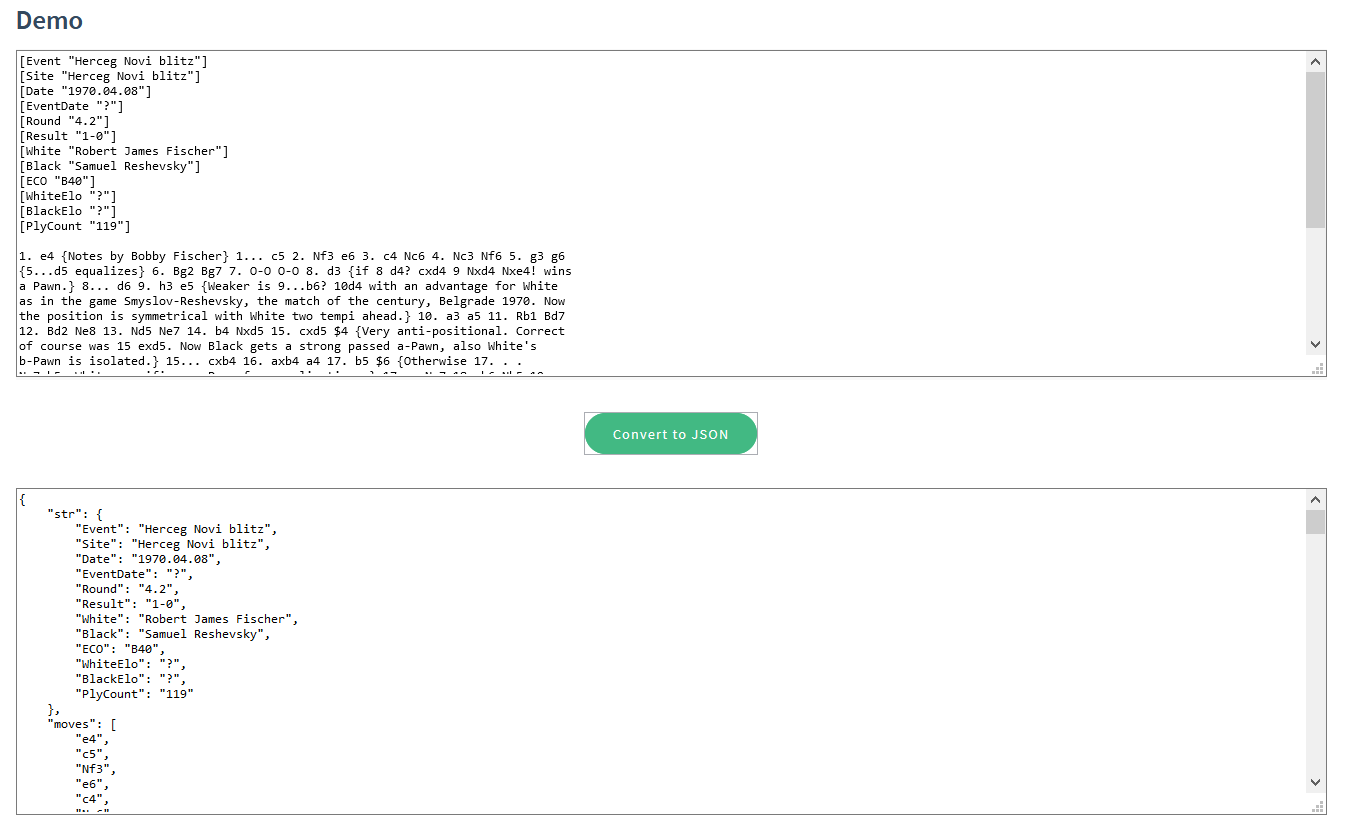 Demo
[Event "Herceg Novi blitz"]
[Site "Herceg Novi blitz"]
[Date "1970.04.08"]
[EventDate "?"]
[Round "4.2"]
[Result "1-0"]
[White "Robert James Fischer"]
[Black "Samuel Reshevsky"]
[ECO "B40"]
[WhiteElo "?"]
[BlackElo "?"]
[PlyCount "119"]
1. e4 {Notes by Bobby Fischer} 1... c5 2. Nf3 e6 3. c4 Nc6 4. Nc3 Nf6 5. g3 g6
{5...d5 equalizes} 6. Bg2 Bg7 7. O-O O-O 8. d3 {if 8 d4? cxd4 9 Nxd4 Nxe4! wins
a Pawn.} 8... d6 9. h3 e5 {Weaker is 9...b6? 10d4 with an advantage for White
as in the game Smyslov-Reshevsky, the match of the century, Belgrade 1970. Now
the position is symmetrical with White two tempi ahead.} 10. a3 a5 11. Rb1 Bd7
12. Bd2 Ne8 13. Nd5 Ne7 14. b4 Nxd5 15. cxd5 $4 {Very anti-positional. Correct
of course was 15 exd5. Now Black gets a strong passed a-Pawn, also White's
b-Pawn is isolated.} 15... cxb4 16. axb4 a4 17. b5 $6 {Otherwise 17. . .
Convert to JSON
{
"str": {
"Event": "Herceg Novi blitz",
"Site": "Herceg Novi blitz",
"Date": "1970.04.08",
"EventDate": "?",
"Round": "4.2",
"Result": "1-0",
"White": "Robert James Fischer",
"Black": "Samuel Reshevsky",
"ECO": "B40",
"WhiteElo": "?",
"BlackElo": "?",
"PlyCount": "119"
},
"moves": [
"e4",
"c5",
"Nf3",
"e6",
"c4",